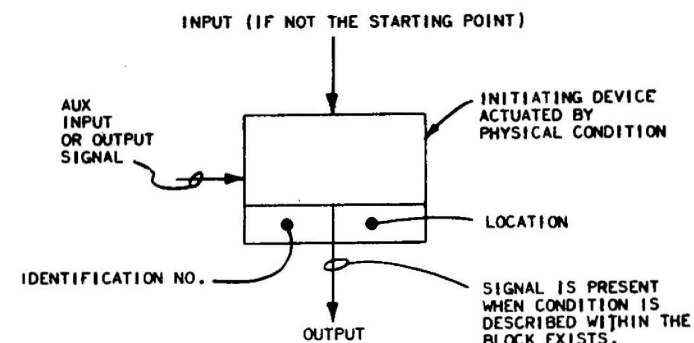 INPUT (IF NOT THE STARTING POINT)
AUX
INPUT
OR OUTPUT
SIGNAL
INITIATING DEVICE
ACTUATED BY
PHYSICAL CONDITION
LOCATION
IDENTIFICATION NO.
SIGNAL IS PRESENT
WHEN CONDITION IS
DESCRIBED WITHIN THE
BLOCK EXISTS.
OUTPUT